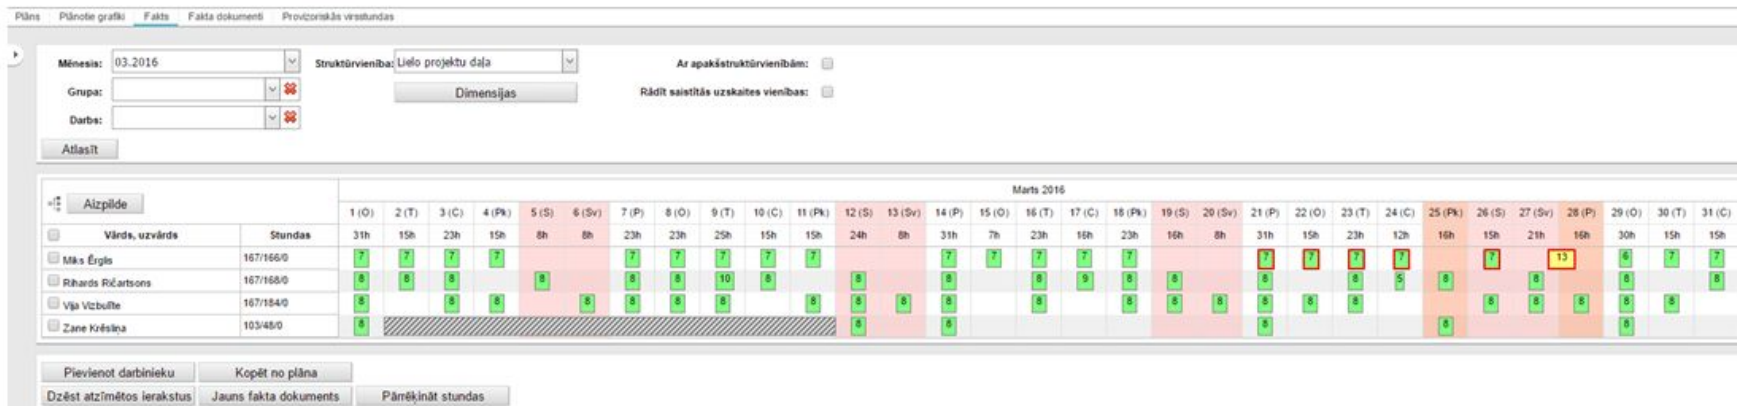 Plāns Plānotie grafiki Fakts Fakta dokumenti Provizoriskās virsstundas
Mēnesis: 03.2016 Struktūrvienība: Lielo projektu daļa Ar apakšstruktūrvienībām:
Grupa: Dimensijas Rādīt saistītās uzskaites vienības:
Darbs:
Atlasīt
Marts 2016
Aizpilde
1 (O) 2 (T) 3 (C) 4 (Pk) 5 (S) 6 (Sv) 7 (P) 8 (O) 9 (T) 10 (C) 11 (Pk) 12 (S) 13 (Sv) 14 (P) 15 (O) 16 (T) 17 (C) 18 (Pk) 19 (S) 20 (Sv) 21 (P) 22 (O) 23 (T) 24 (C) 25 (Pk) 26 (S) 27 (Sv) 28 (P) 29 (O) 30 (T) 31 (C)
Vārds, uzvārds Stundas 31h 15h 23h 15h 8h 8h 23h 23h 25h 15h 15h 24h 8h 31h 7h 23h 16h 23h 16h 8h 31h 15h 23h 12h 16h 15h 21h 16h 30h 15h 15h
Miks Ērglis 167/166/0 7 7 7 7 7 7 7 7 7 7 7 7 7 7 7 7 7 7 7 13 6 7 7
Rihards Ričartsons 167/168/0 8 8 8 8 8 8 10 8 8 8 8 9 8 8 8 8 5 8 8 8 8
Vija Vizbulīte 167/184/0 8 8 8 8 8 8 8 8 8 8 8 8 8 8 8 8 8 8 8 8 8 8 8
Zane Krēsliņa 103/48/0 8 8 8 8 8 8
Pievienot darbinieku Kopēt no plāna
Dzēst atzīmētos ierakstus Jauns fakta dokuments Pārrēķināt stundas